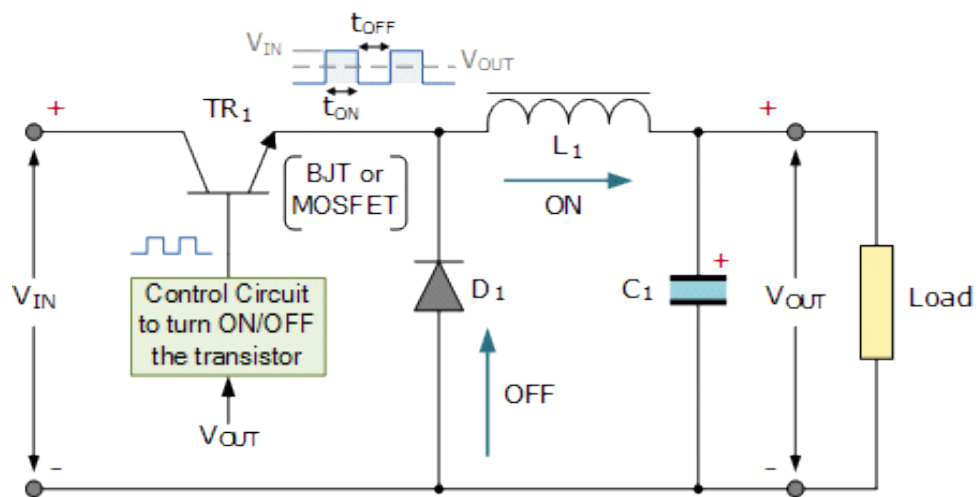 tOFF
VIN
VOUT
tON
+
TR1
+
L1
BJT or
MOSFET
ON
VIN
Control Circuit
to turn ON/OFF
the transistor
D1
C1
+
VOUT
Load
OFF
VOUT
-
-